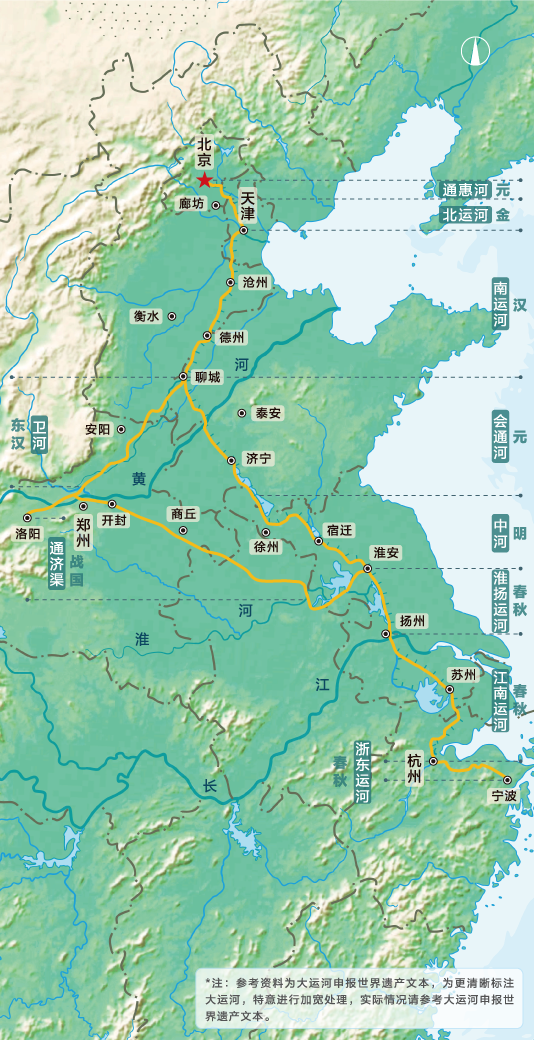 北京
廊坊
天津
通惠河 元
北运河 金
沧州
南运河
汉
衡水
德州
河
聊城
泰安
安阳
东汉
卫河
会通河
元
济宁
黄
洛阳
郑州
开封
商丘
徐州
宿迁
中河
明
通济渠
战国
淮安
淮扬运河
春秋
河
淮
扬州
江
苏州
江南运河
春秋
春秋
浙东运河
杭州
长
宁波
*注：参考资料为大运河申报世界遗产文本，为更清晰标注
大运河，特意进行加宽处理，实际情况请参考大运河申报世
界遗产文本。